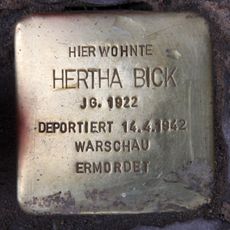 HIER WOHNTE
HERTHA BICK
JG. 1922
DEPORTIERT 14.4.1942
WARSCHAU
ERMORDET